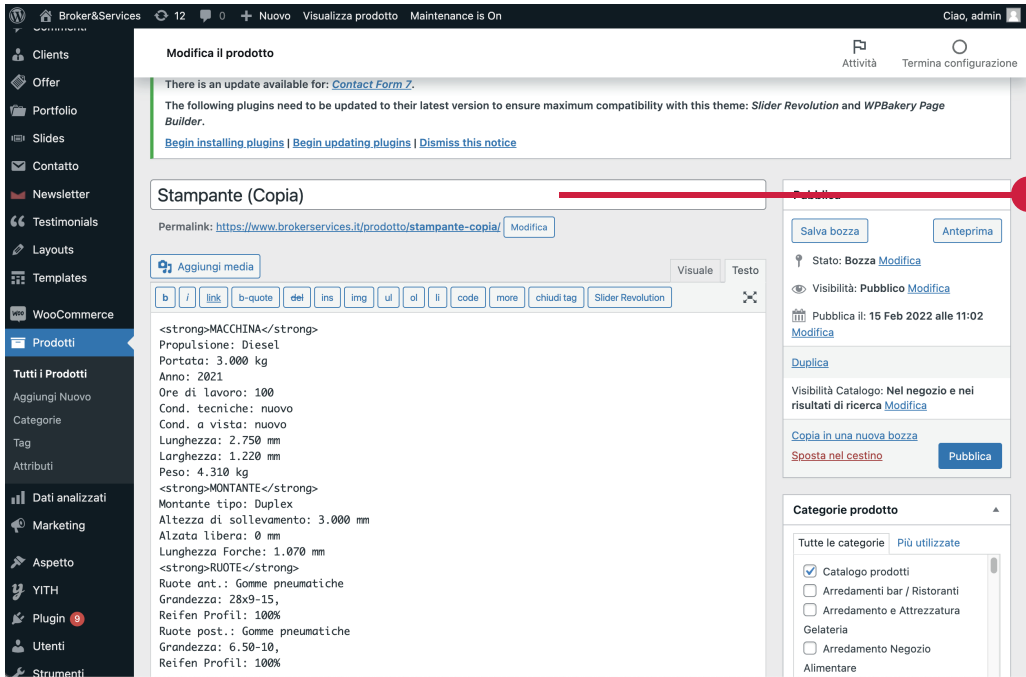 Broker&Services 12 0 + Nuovo Visualizza prodotto Maintenance is On Ciao, admin
Commenti
Clients
Offer
Portfolio
Slides
Contatto
Newsletter
Testimonials
Layouts
Templates
WooCommerce
Prodotti
Tutti i Prodotti
Aggiungi Nuovo
Categorie
Tag
Attributi
Dati analizzati
Marketing
Aspetto
YITH
Plugin 9
Utenti
Strumenti
Modifica il prodotto
Attività
Termina configurazione
There is an update available for: Contact Form 7.
The following plugins need to be updated to their latest version to ensure maximum compatibility with this theme: Slider Revolution and WPBakery Page
Builder.
Begin installing plugins | Begin updating plugins | Dismiss this notice
Stampante (Copia)
Permalink: https://www.brokerservices.it/prodotto/stampante-copia/ Modifica
Aggiungi media
Visuale Testo
b i link b-quote del ins img ul ol li code more chiudi tag Slider Revolution
<strong>MACCHINA</strong>
Propulsione: Diesel
Portata: 3.000 kg
Anno: 2021
Ore di lavoro: 100
Cond. tecniche: nuovo
Cond. a vista: nuovo
Lunghezza: 2.750 mm
Larghezza: 1.220 mm
Peso: 4.310 kg
<strong>MONTANTE</strong>
Montante tipo: Duplex
Altezza di sollevamento: 3.000 mm
Alzata libera: 0 mm
Lunghezza Forche: 1.070 mm
<strong>RUOTE</strong>
Ruote ant.: Gomme pneumatiche
Grandezza: 28x9-15,
Reifen Profil: 100%
Ruote post.: Gomme pneumatiche
Grandezza: 6.50-10,
Reifen Profil: 100%
Pubblica
Salva bozza Anteprima
Stato: Bozza Modifica
Visibilità: Pubblico Modifica
Pubblica il: 15 Feb 2022 alle 11:02
Modifica
Duplica
Visibilità Catalogo: Nel negozio e nei
risultati di ricerca Modifica
Copia in una nuova bozza
Sposta nel cestino Pubblica
Categorie prodotto
Tutte le categorie Più utilizzate
Catalogo prodotti
Arredamenti bar / Ristoranti
Arredamento e Attrezzatura
Gelateria
Arredamento Negozio
Alimentare